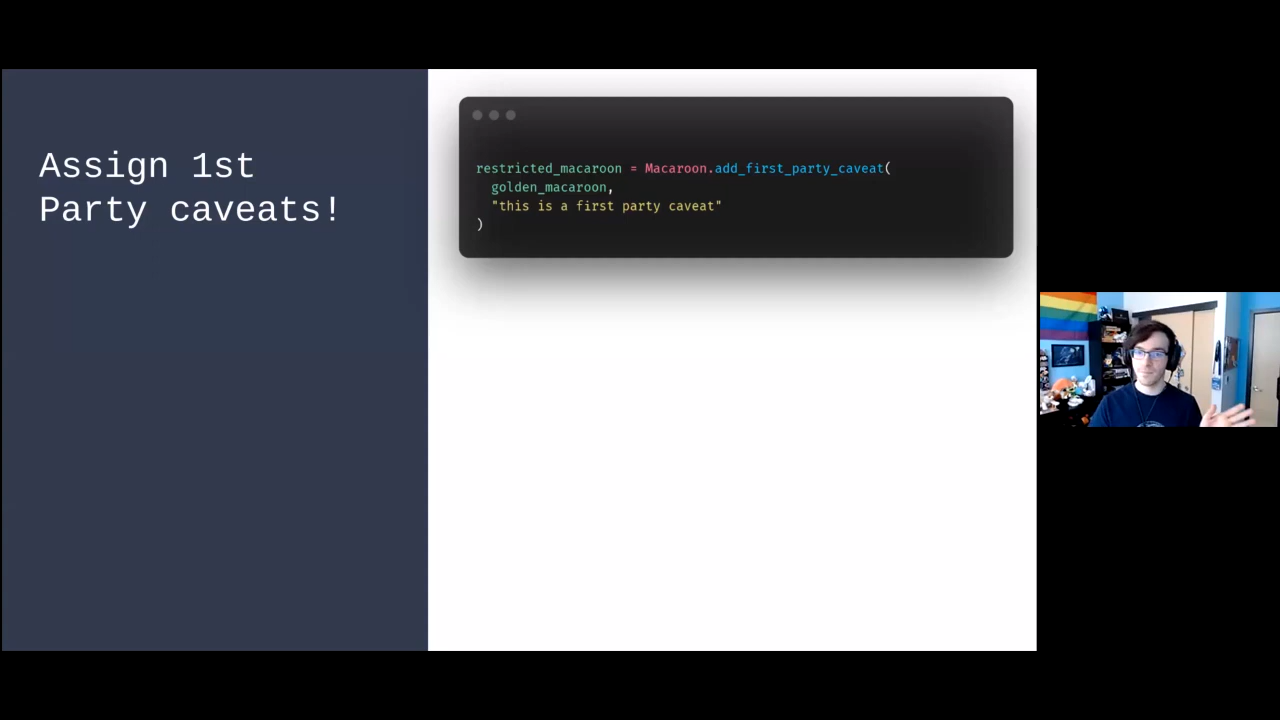 Assign 1st
Party caveats!
restricted_macaroon = Macaroon.add_first_party_caveat(
golden_macaroon,
"this is a first party caveat"
)